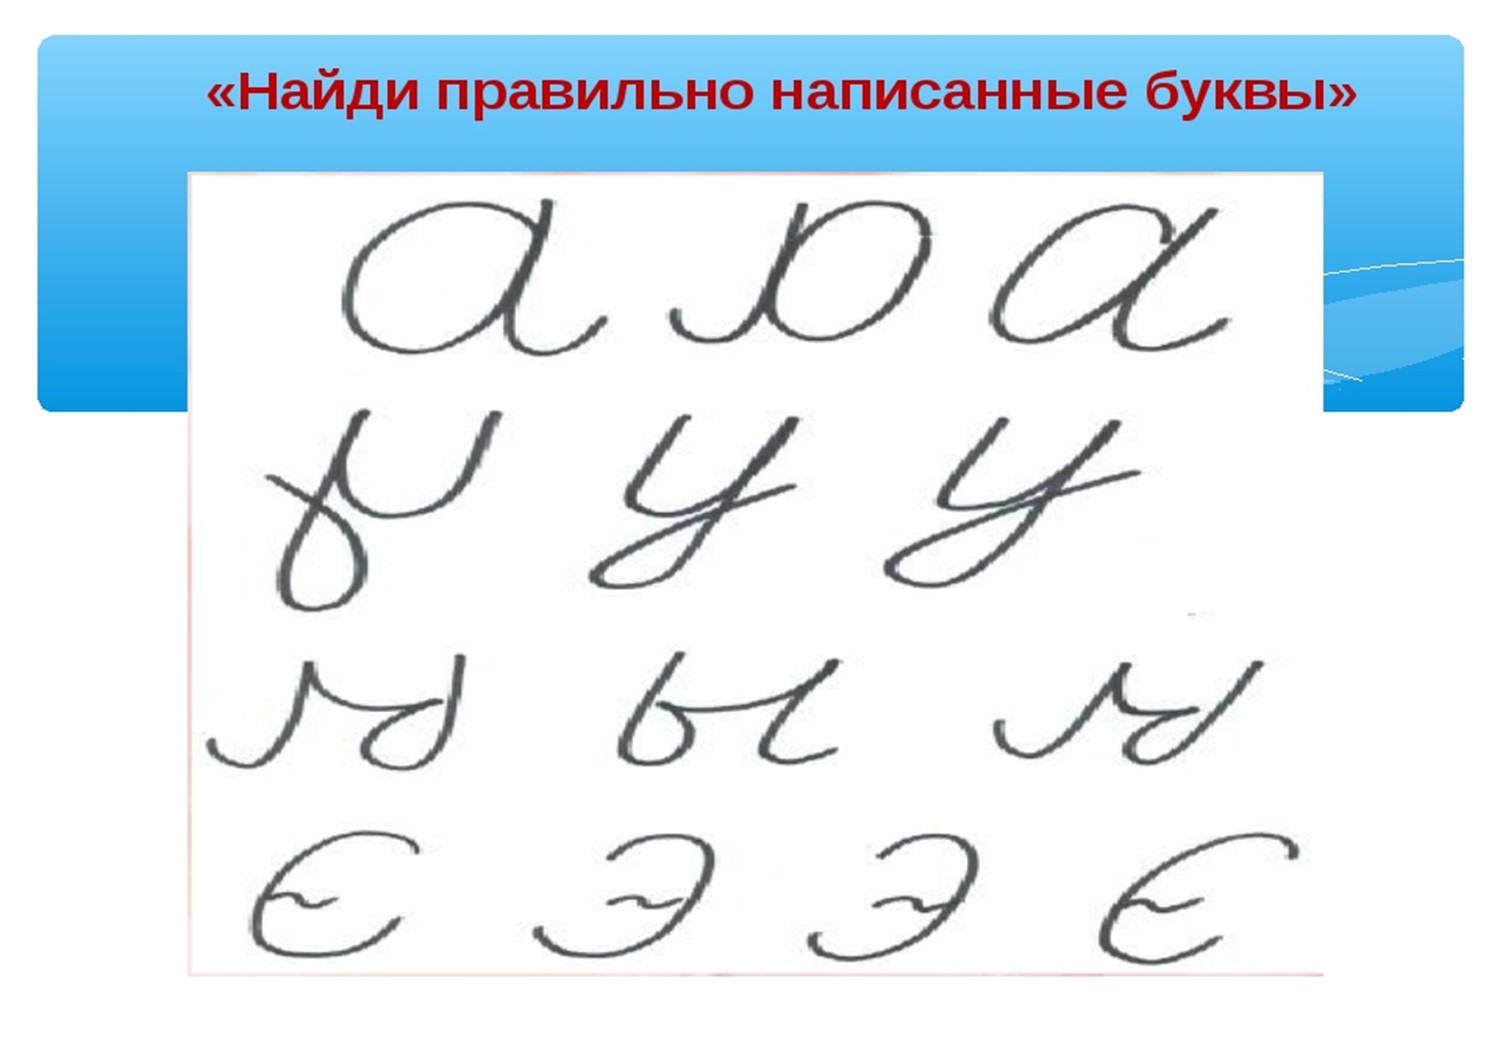 «Найди правильно написанные буквы»
а а
у у
ы
э э